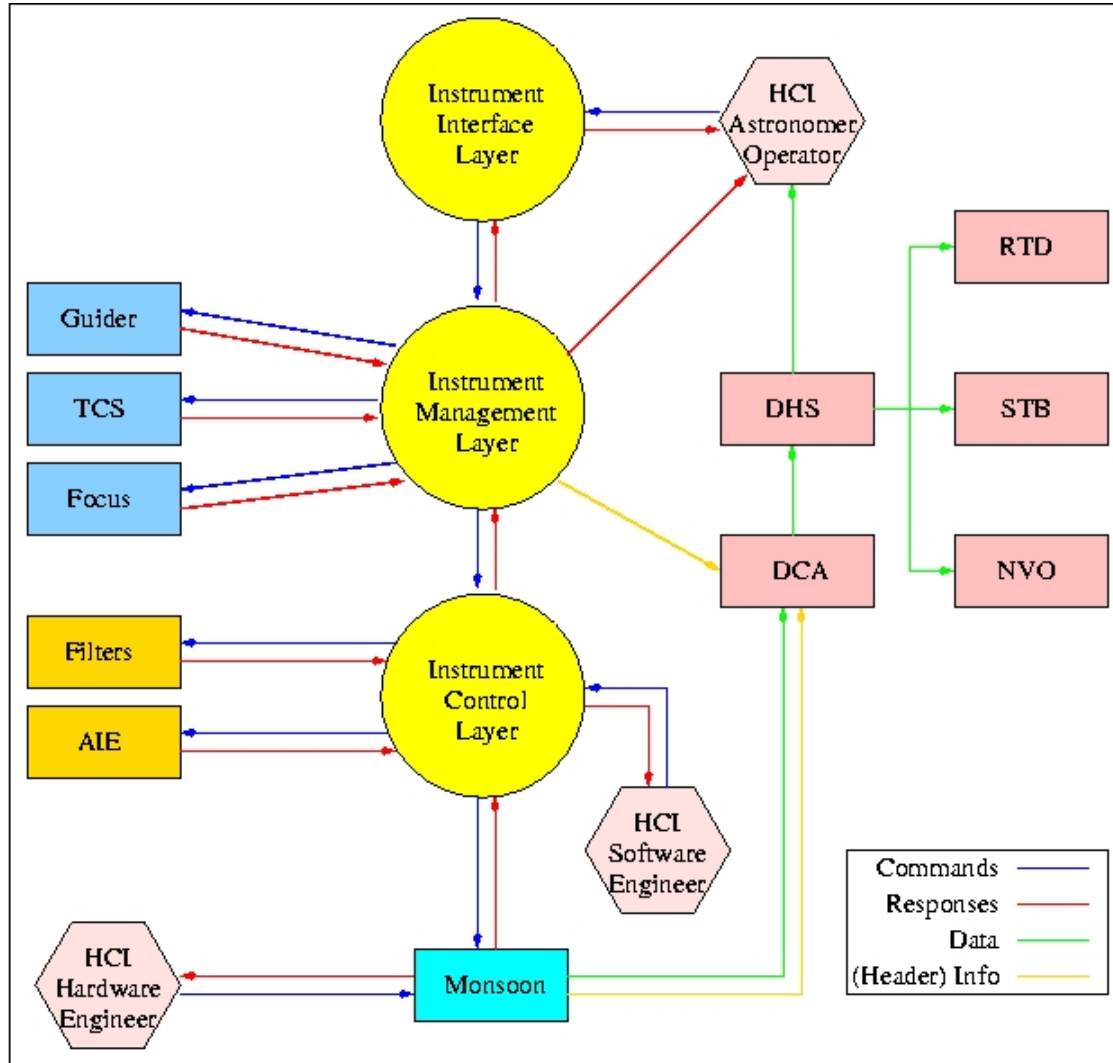 Instrument
Interface
Layer
HCI
Astronomer
Operator
RTD
Guider
TCS
Instrument
Management
Layer
DHS
STB
Focus
DCA
NVO
Filters
Instrument
Control
Layer
AIE
HCI
Software
Engineer
Commands
Responses
Data
(Header) Info
HCI
Hardware
Engineer
Monsoon